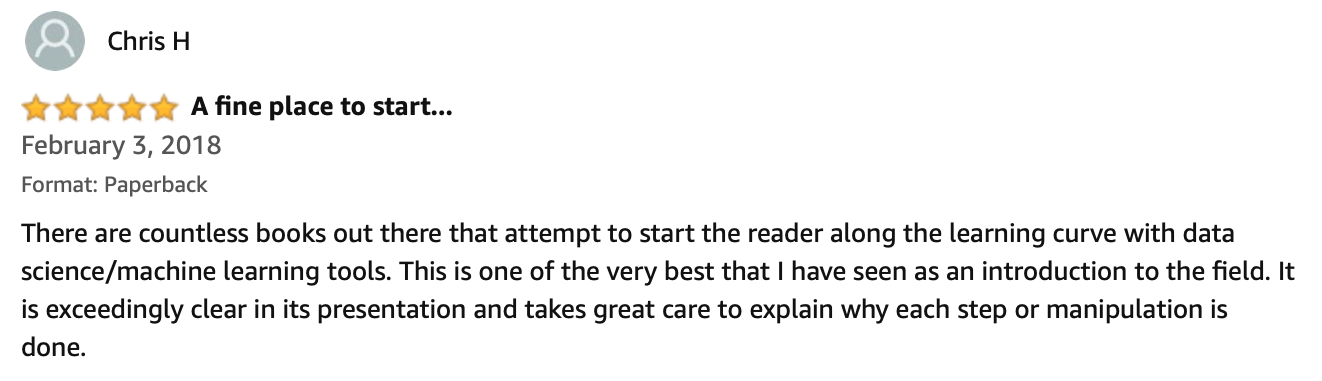 Chris H
A fine place to start...
February 3, 2018
Format: Paperback
There are countless books out there that attempt to start the reader along the learning curve with data
science/machine learning tools. This is one of the very best that I have seen as an introduction to the field. It
is exceedingly clear in its presentation and takes great care to explain why each step or manipulation is
done.